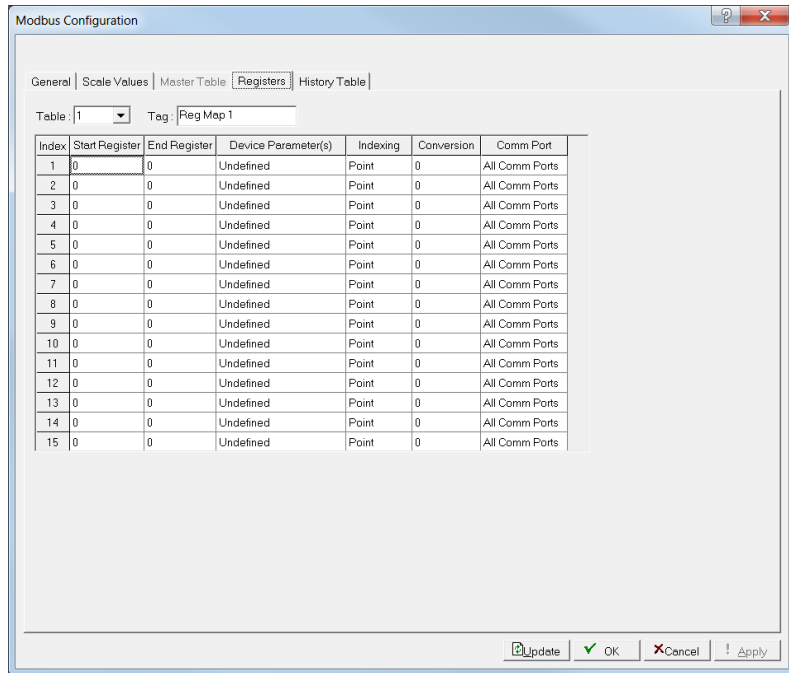 Modbus Configuration
General Scale Values Master Table Registers History Table
Table : 1 Tag : Reg Map 1
Index Start Register End Register Device Parameter(s) Indexing Conversion Comm Port
1 0 0 Undefined Point 0 All Comm Ports
2 0 0 Undefined Point 0 All Comm Ports
3 0 0 Undefined Point 0 All Comm Ports
4 0 0 Undefined Point 0 All Comm Ports
5 0 0 Undefined Point 0 All Comm Ports
6 0 0 Undefined Point 0 All Comm Ports
7 0 0 Undefined Point 0 All Comm Ports
8 0 0 Undefined Point 0 All Comm Ports
9 0 0 Undefined Point 0 All Comm Ports
10 0 0 Undefined Point 0 All Comm Ports
11 0 0 Undefined Point 0 All Comm Ports
12 0 0 Undefined Point 0 All Comm Ports
13 0 0 Undefined Point 0 All Comm Ports
14 0 0 Undefined Point 0 All Comm Ports
15 0 0 Undefined Point 0 All Comm Ports
Update OK Cancel ! Apply